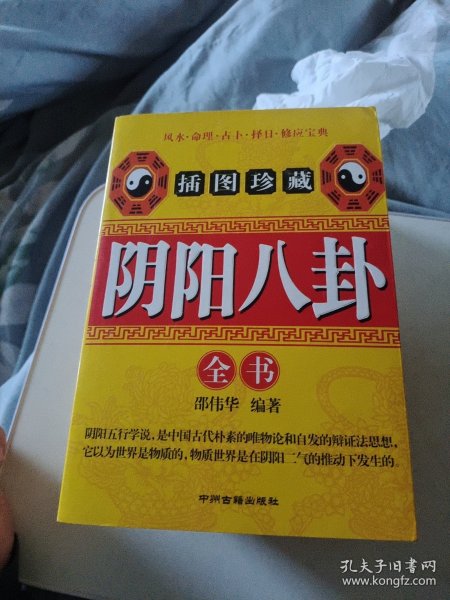 风水·命理·占卜·择日·修应宝典
插图珍藏
阴阳八卦
全书
邵伟华 编著
阴阳五行学说，是中国古代朴素的唯物论和自发的辩证法思想，
它以为世界是物质的，物质世界是在阴阳二气的推动下发生的。
中州古籍出版社
孔夫子旧书网
www.kongfz.com